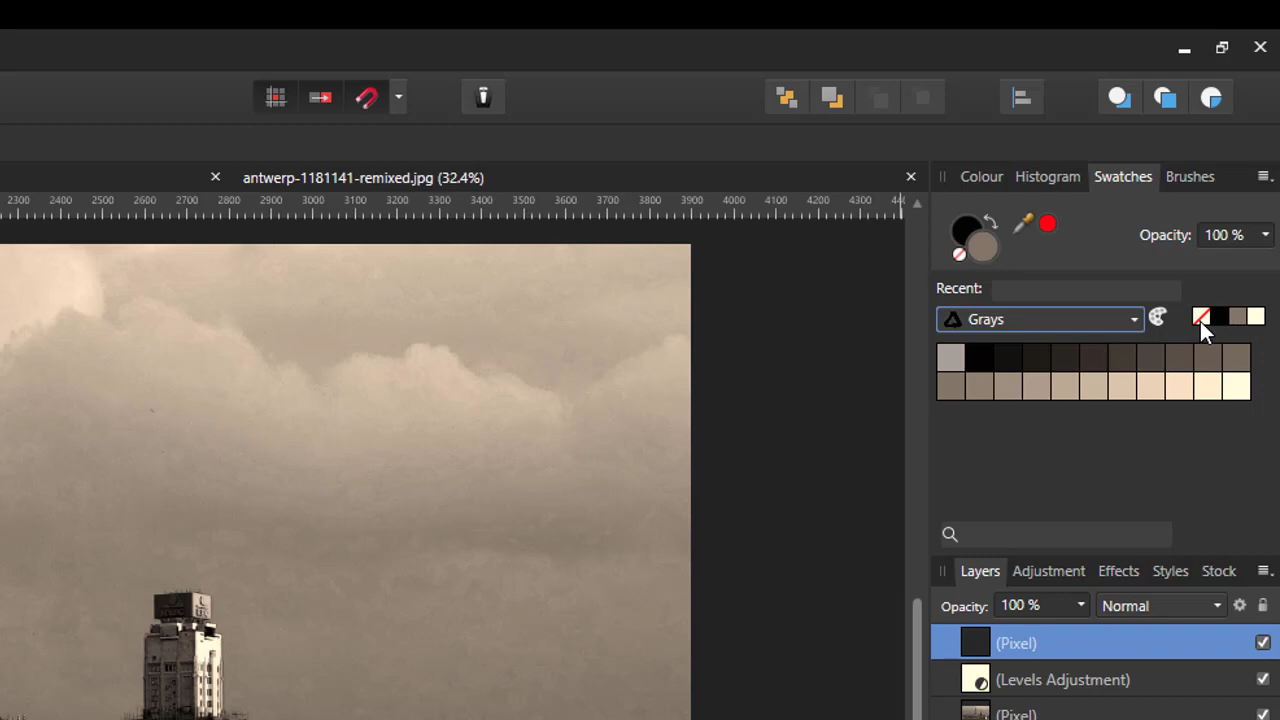 antwerp-1181141-remixed.jpg (32.4%)
2300 2400 2500 2600 2700 2800 2900 3000 3100 3200 3300 3400 3500 3600 3700 3800 3900 4000 4100 4200 4300
Colour Histogram Swatches Brushes
Opacity: 100 %
Recent:
Grays
Layers Adjustment Effects Styles Stock
Opacity: 100 % Normal
(Pixel)
(Levels Adjustment)
(Pixel)